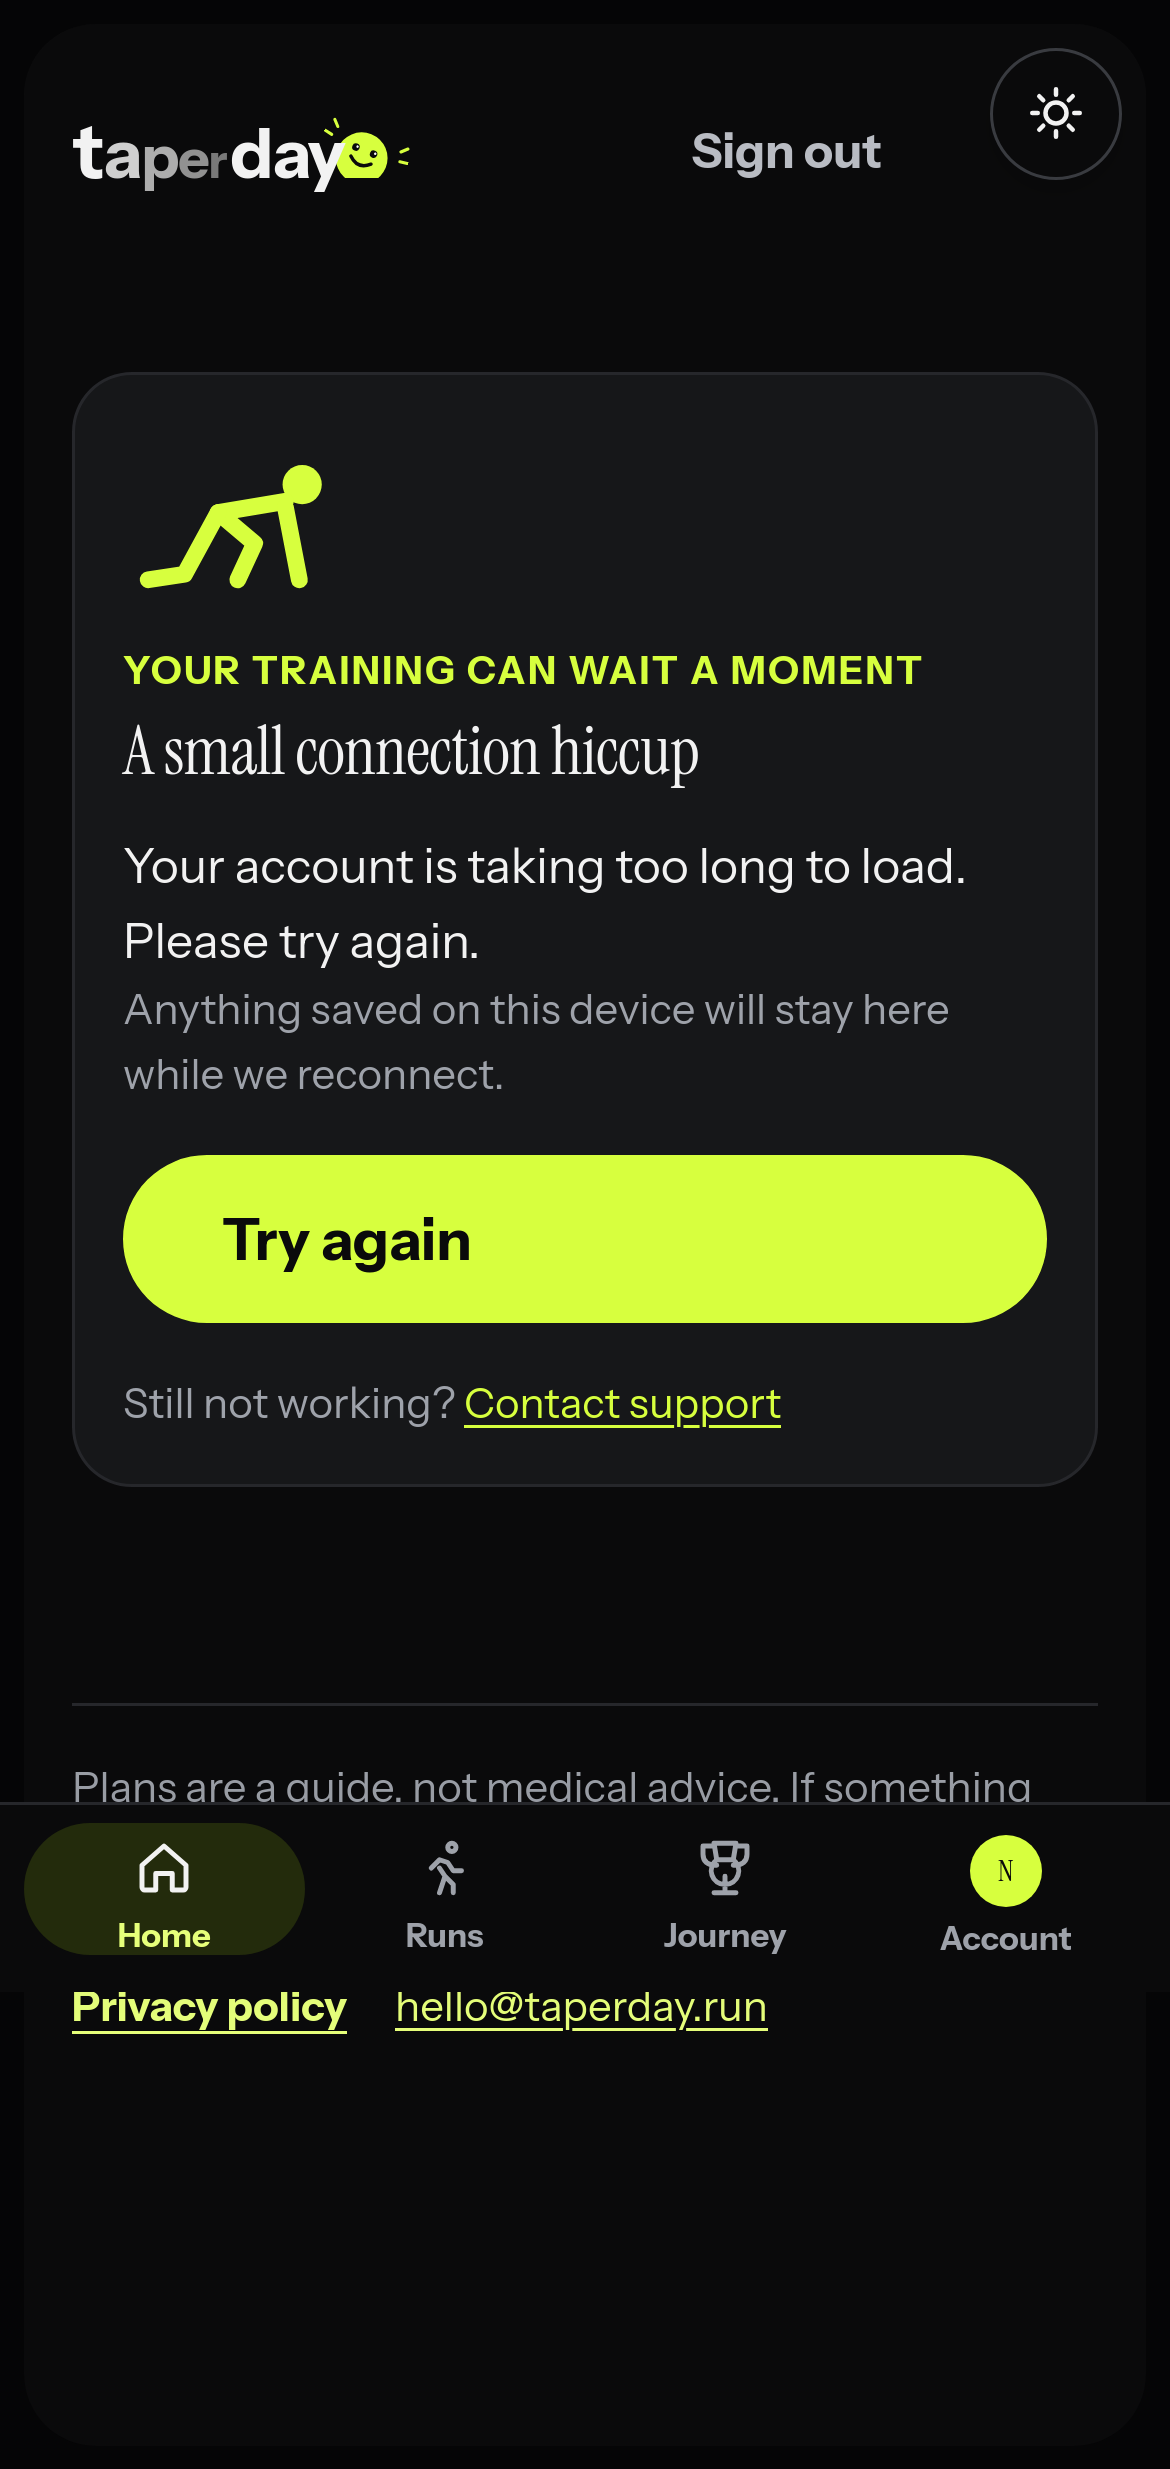 taperday
Sign out
YOUR TRAINING CAN WAIT A MOMENT
A small connection hiccup
Your account is taking too long to load.
Please try again.
Anything saved on this device will stay here
while we reconnect.
Try again
Still not working? Contact support
Plans are a guide, not medical advice. If something
Home
Runs
Journey
N
Account
Privacy policy hello@taperday.run